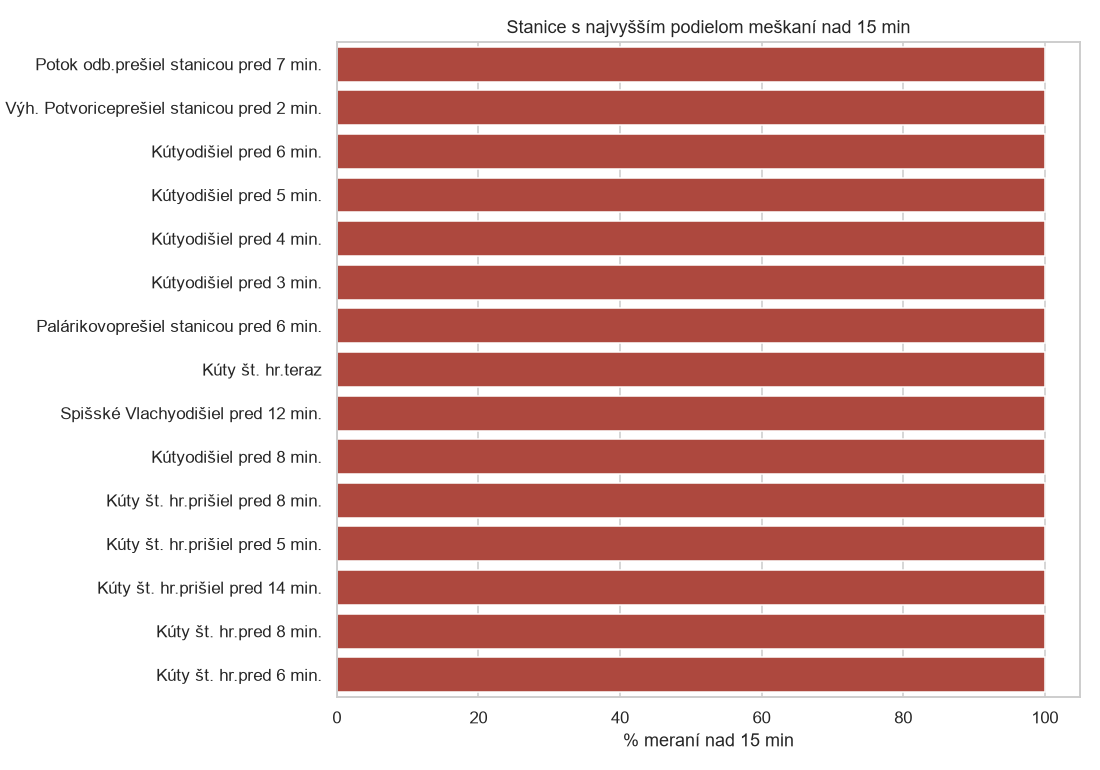 Stanice s najvyšším podielom meškaní nad 15 min
Potok odb.prešiel stanicou pred 7 min.
Výh. Potvoriceprešiel stanicou pred 2 min.
Kútyodišiel pred 6 min.
Kútyodišiel pred 5 min.
Kútyodišiel pred 4 min.
Kútyodišiel pred 3 min.
Palárikovoprešiel stanicou pred 6 min.
Kúty št. hr.teraz
Spišské Vlachyodišiel pred 12 min.
Kútyodišiel pred 8 min.
Kúty št. hr.prišiel pred 8 min.
Kúty št. hr.prišiel pred 5 min.
Kúty št. hr.prišiel pred 14 min.
Kúty št. hr.pred 8 min.
Kúty št. hr.pred 6 min.
0 20 40 60 80 100
% meraní nad 15 min